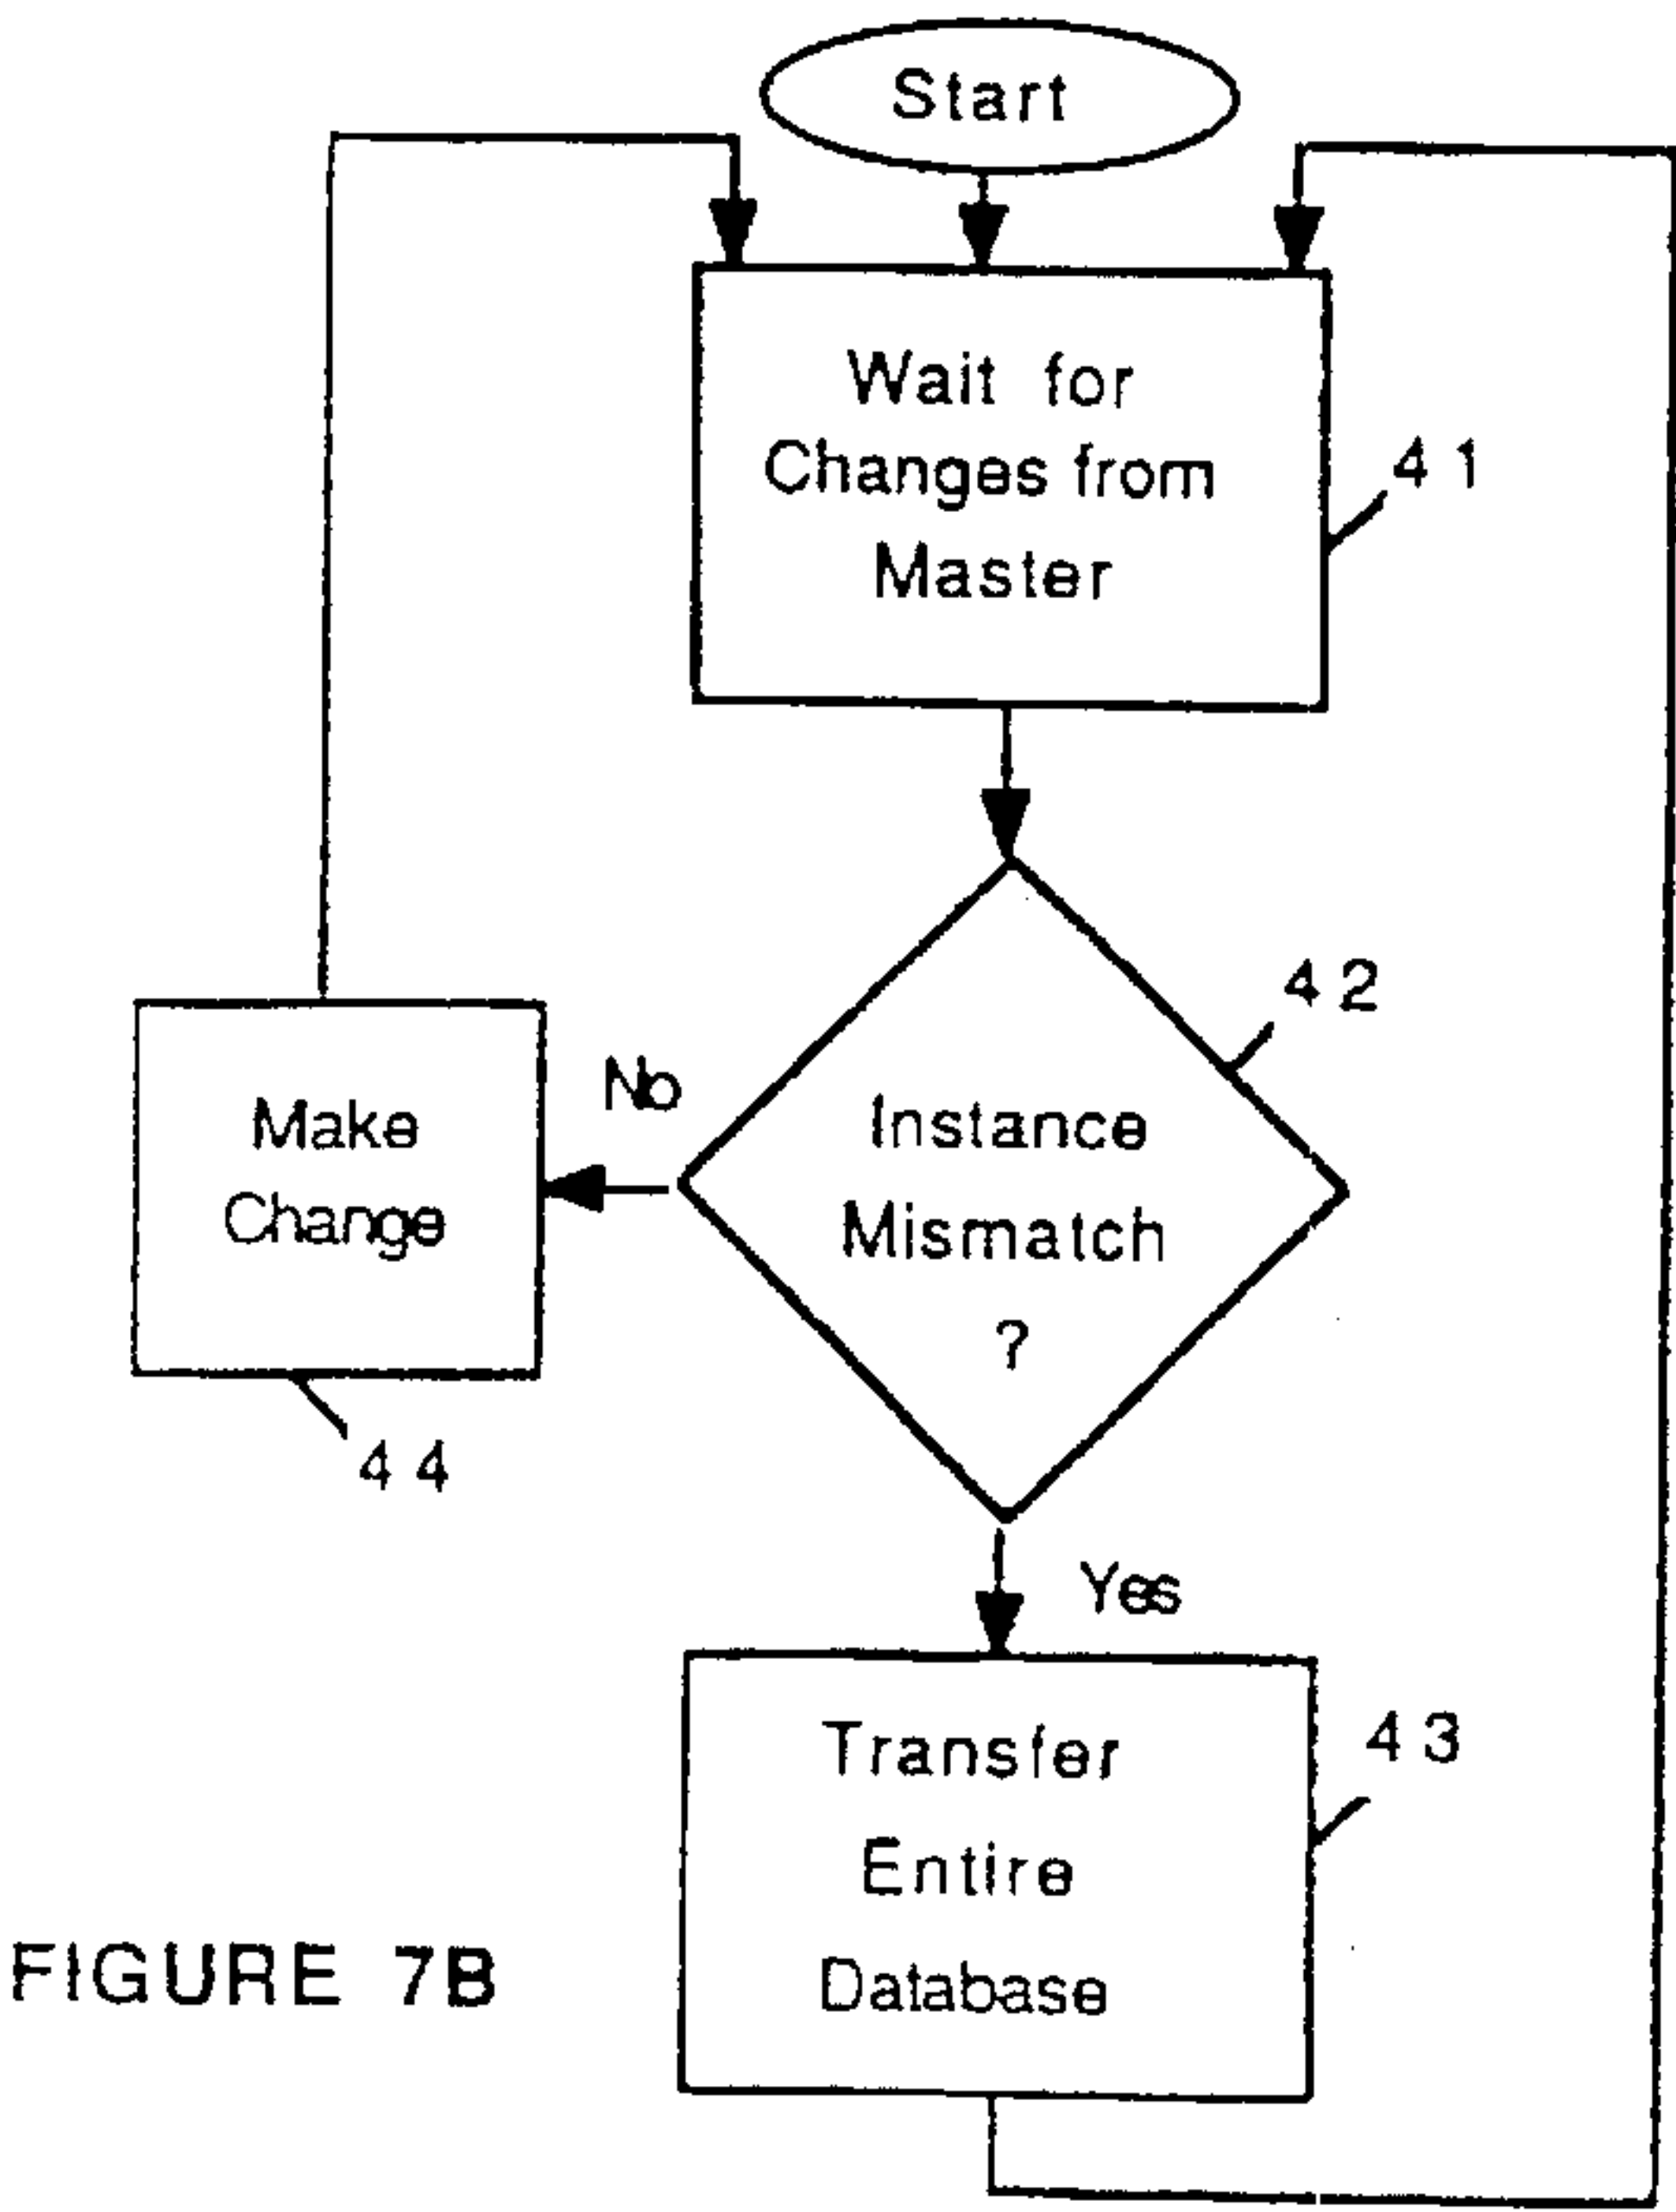 Start
Wait for
Changes from
Master
41
42
No
Instance
Mismatch
?
Make
Change
44
Yes
Transfer
Entire
Database
43
FIGURE 7B